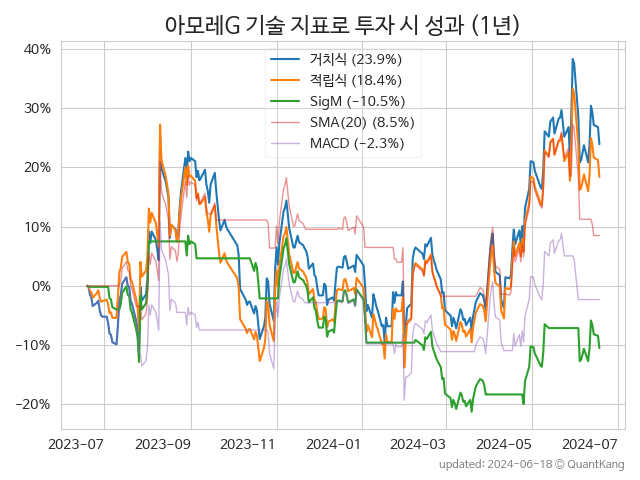 아모레G 기술 지표로 투자 시 성과 (1년)
거치식 (23.9%)
적립식 (18.4%)
SigM (−10.5%)
SMA(20) (8.5%)
MACD (−2.3%)
40%
30%
20%
10%
0%
−10%
−20%
2023-07 2023-09 2023-11 2024-01 2024-03 2024-05 2024-07
updated: 2024-06-18 ⓒ QuantKang